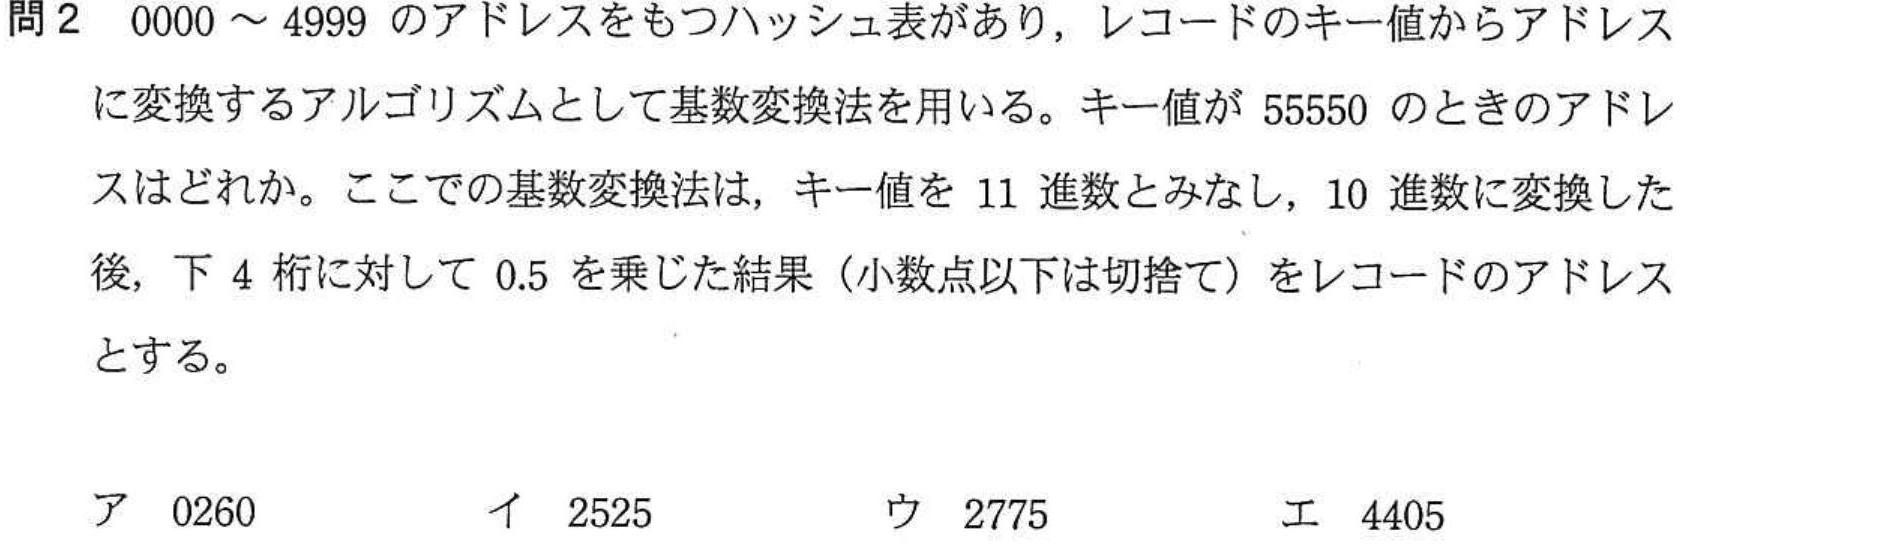 問2 0000 ～ 4999 のアドレスをもつハッシュ表があり，レコードのキー値からアドレス
に変換するアルゴリズムとして基数変換法を用いる。キー値が 55550 のときのアドレ
スはどれか。ここでの基数変換法は，キー値を 11 進数とみなし，10 進数に変換した
後，下 4 桁に対して 0.5 を乗じた結果（小数点以下は切捨て）をレコードのアドレス
とする。
ア 0260 イ 2525 ウ 2775 エ 4405